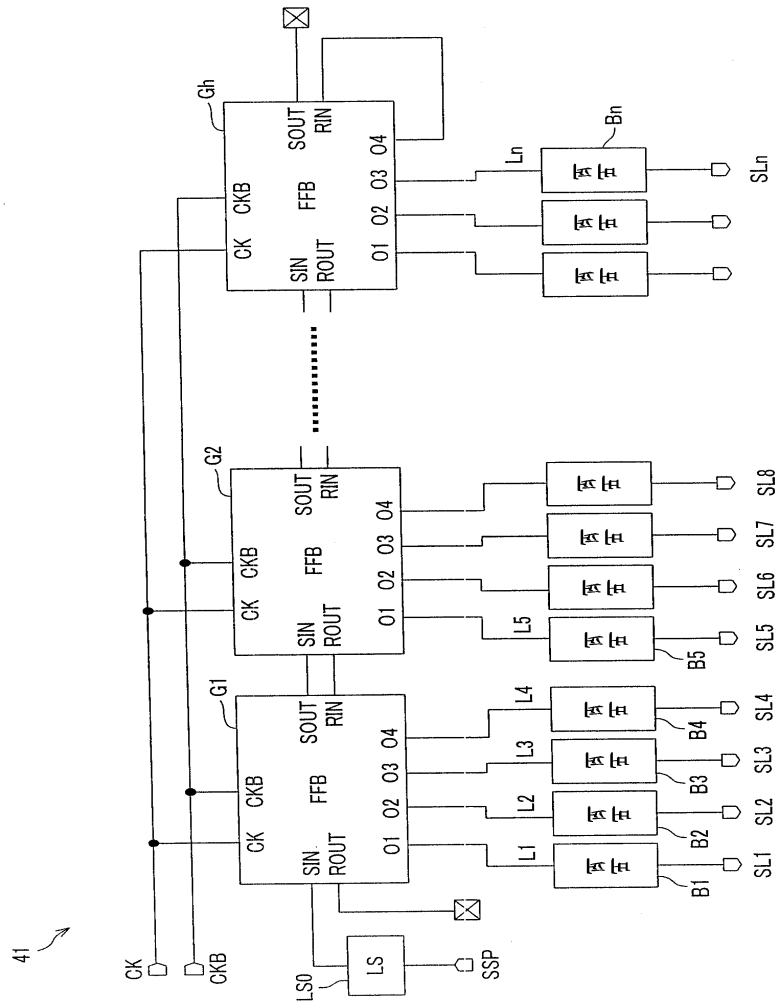 41
CK
CKB
G1
CK CKB
SIN SOUT
FFB
ROUT RIN
O1 O2 O3 O4
G2
CK CKB
SIN SOUT
FFB
ROUT RIN
O1 O2 O3 O4
Gh
CK CKB
SIN SOUT
FFB
ROUT RIN
O1 O2 O3 O4
LS0
LS
SSP
L1 L2 L3 L4 L5 Ln
B1 B2 B3 B4 B5 Bn
SL1 SL2 SL3 SL4 SL5 SL6 SL7 SL8 SLn